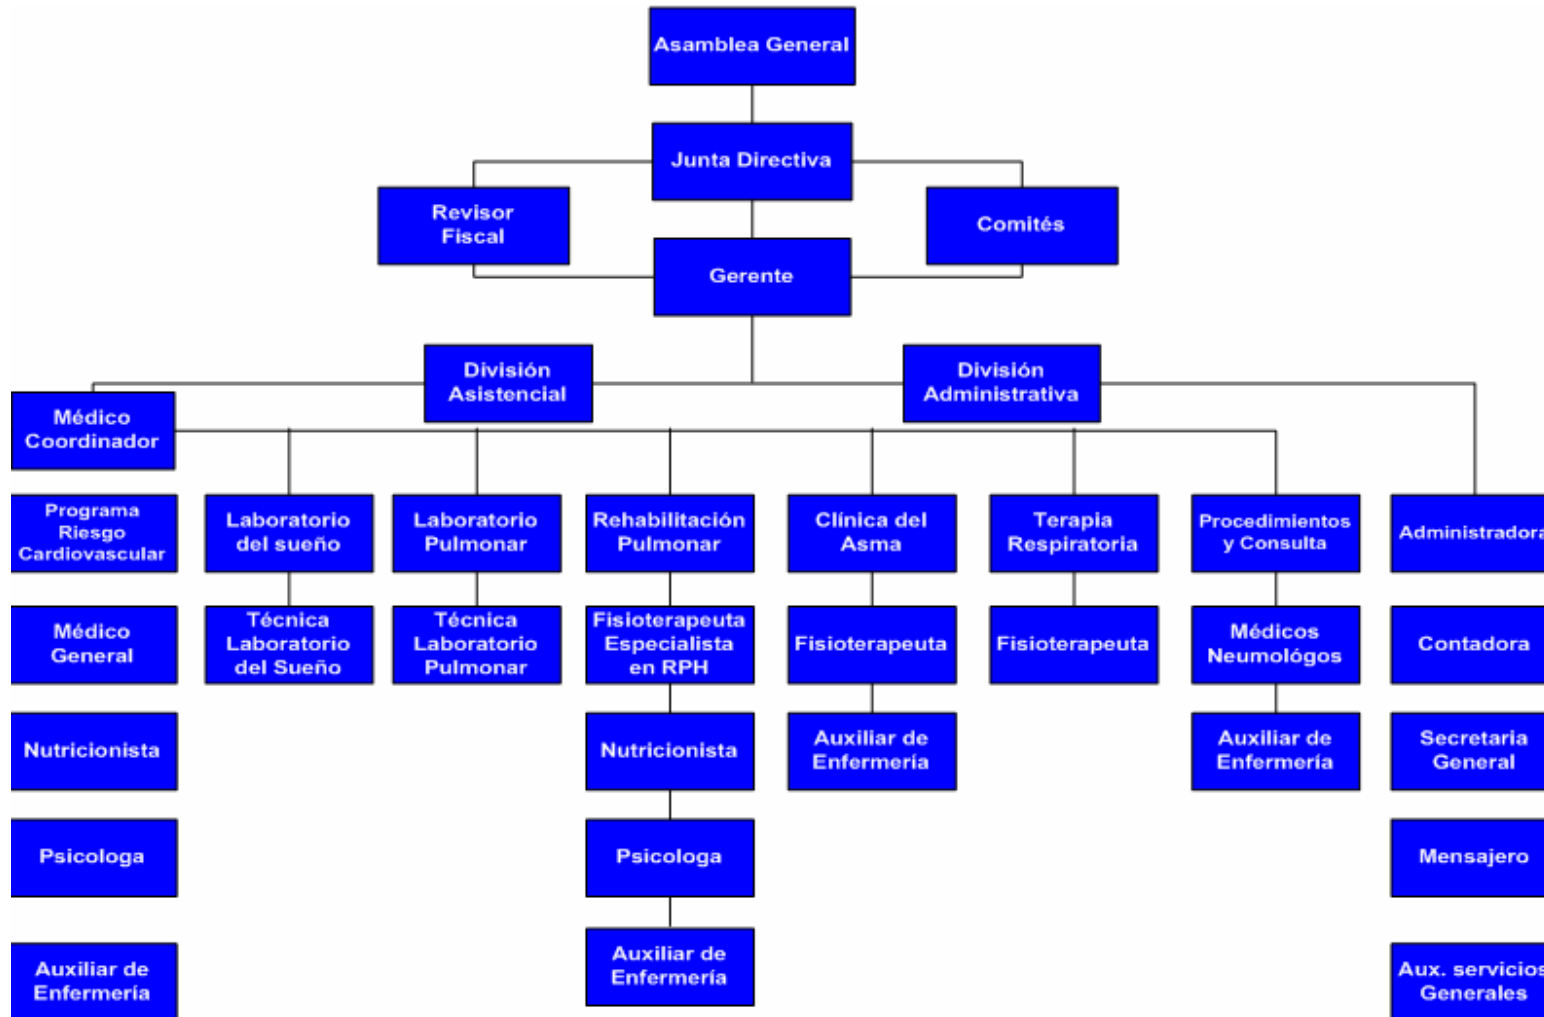 Asamblea General
Junta Directiva
Revisor
Fiscal
Comités
Gerente
División
Asistencial
División
Administrativa
Médico
Coordinador
Programa
Riesgo
Cardiovascular
Laboratorio
del sueño
Laboratorio
Pulmonar
Rehabilitación
Pulmonar
Clínica del
Asma
Terapia
Respiratoria
Procedimientos
y Consulta
Administradora
Médico
General
Técnica
Laboratorio
del Sueño
Técnica
Laboratorio
Pulmonar
Fisioterapeuta
Especialista
en RPH
Fisioterapeuta
Fisioterapeuta
Médicos
Neumológos
Contadora
Nutricionista
Nutricionista
Auxiliar de
Enfermería
Auxiliar de
Enfermería
Secretaria
General
Psicologa
Psicologa
Mensajero
Auxiliar de
Enfermería
Auxiliar de
Enfermería
Aux. servicios
Generales